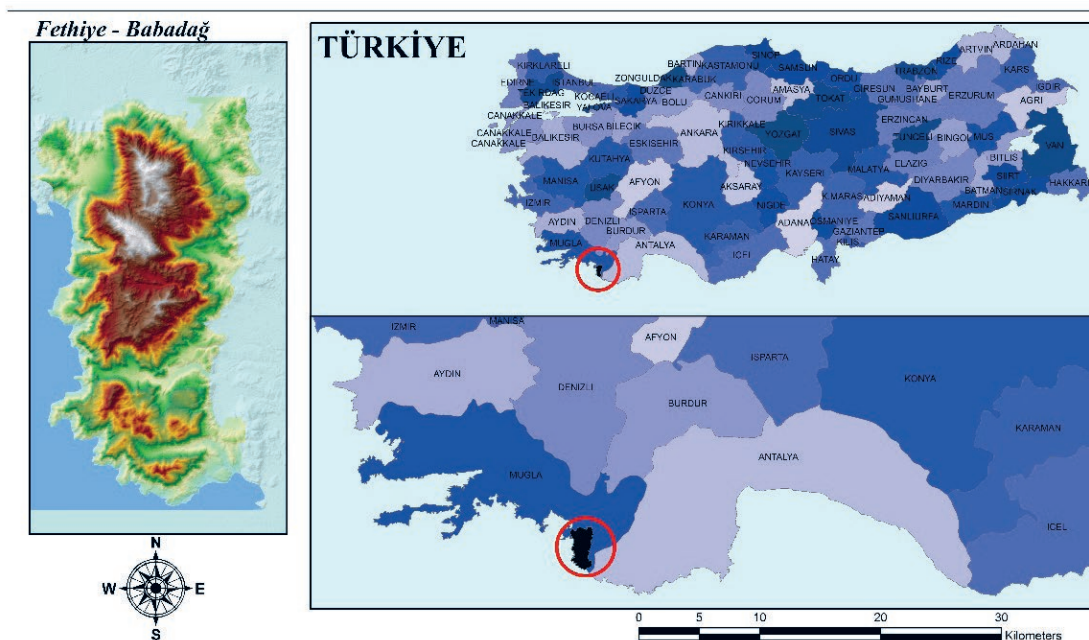 Fethiye - Babadağ
N
W E
S
TÜRKİYE
KIRKLARELI
EDIRNE
TEKIRDAG
ISTANBUL
KOCAELI
YALOVA
BALIKESIR
CANAKKALE
CANAKKALE
CANAKKALE
BALIKESIR
BURSA
BILECIK
SAKARYA
DUZCE
BOLU
ZONGULDAK
BARTIN
KARABUK
KASTAMONU
SINOP
SAMSUN
CANKIRI
CORUM
AMASYA
ORDU
TOKAT
GIRESUN
TRABZON
RIZE
ARTVIN
ARDAHAN
KARS
IGDIR
AGRI
BAYBURT
GUMUSHANE
ERZURUM
ERZINCAN
TUNCELI
BINGOL
MUS
VAN
BITLIS
SIIRT
SIRNAK
HAKKARI
BATMAN
MARDIN
DIYARBAKIR
ELAZIG
MALATYA
SIVAS
YOZGAT
KIRIKKALE
ANKARA
KIRSEHIR
NEVSEHIR
KAYSERI
ESKISEHIR
KUTAHYA
MANISA
USAK
AFYON
IZMIR
AYDIN
DENIZLI
ISPARTA
BURDUR
MUGLA
ANTALYA
KONYA
AKSARAY
NIGDE
KARAMAN
ICEL
ADANA
K.MARAS
ADIYAMAN
OSMANIYE
GAZIANTEP
KILIS
SANLIURFA
HATAY
IZMIR
MANISA
AFYON
ISPARTA
KONYA
AYDIN
DENIZLI
BURDUR
KARAMAN
MUGLA
ANTALYA
ICEL
0 5 10 20 30
Kilometers